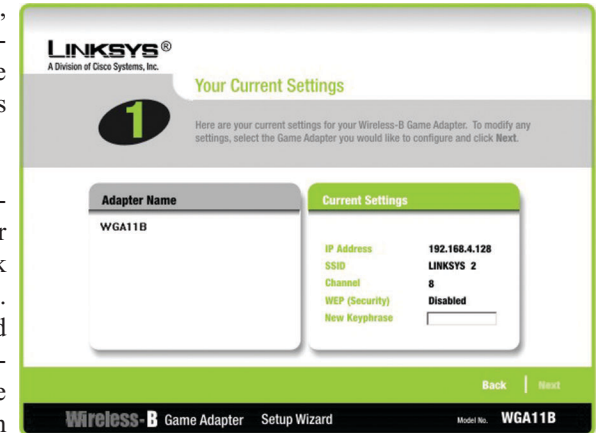 LINKSYS®
A Division of Cisco Systems, Inc.
Your Current Settings
1
Here are your current settings for your Wireless-B Game Adapter. To modify any
settings, select the Game Adapter you would like to configure and click Next.
Adapter Name
WGA11B
Current Settings
IP Address 192.168.4.128
SSID LINKSYS 2
Channel 8
WEP (Security) Disabled
New Keyphrase
Back | Next
Wireless-B Game Adapter Setup Wizard Model No. WGA11B